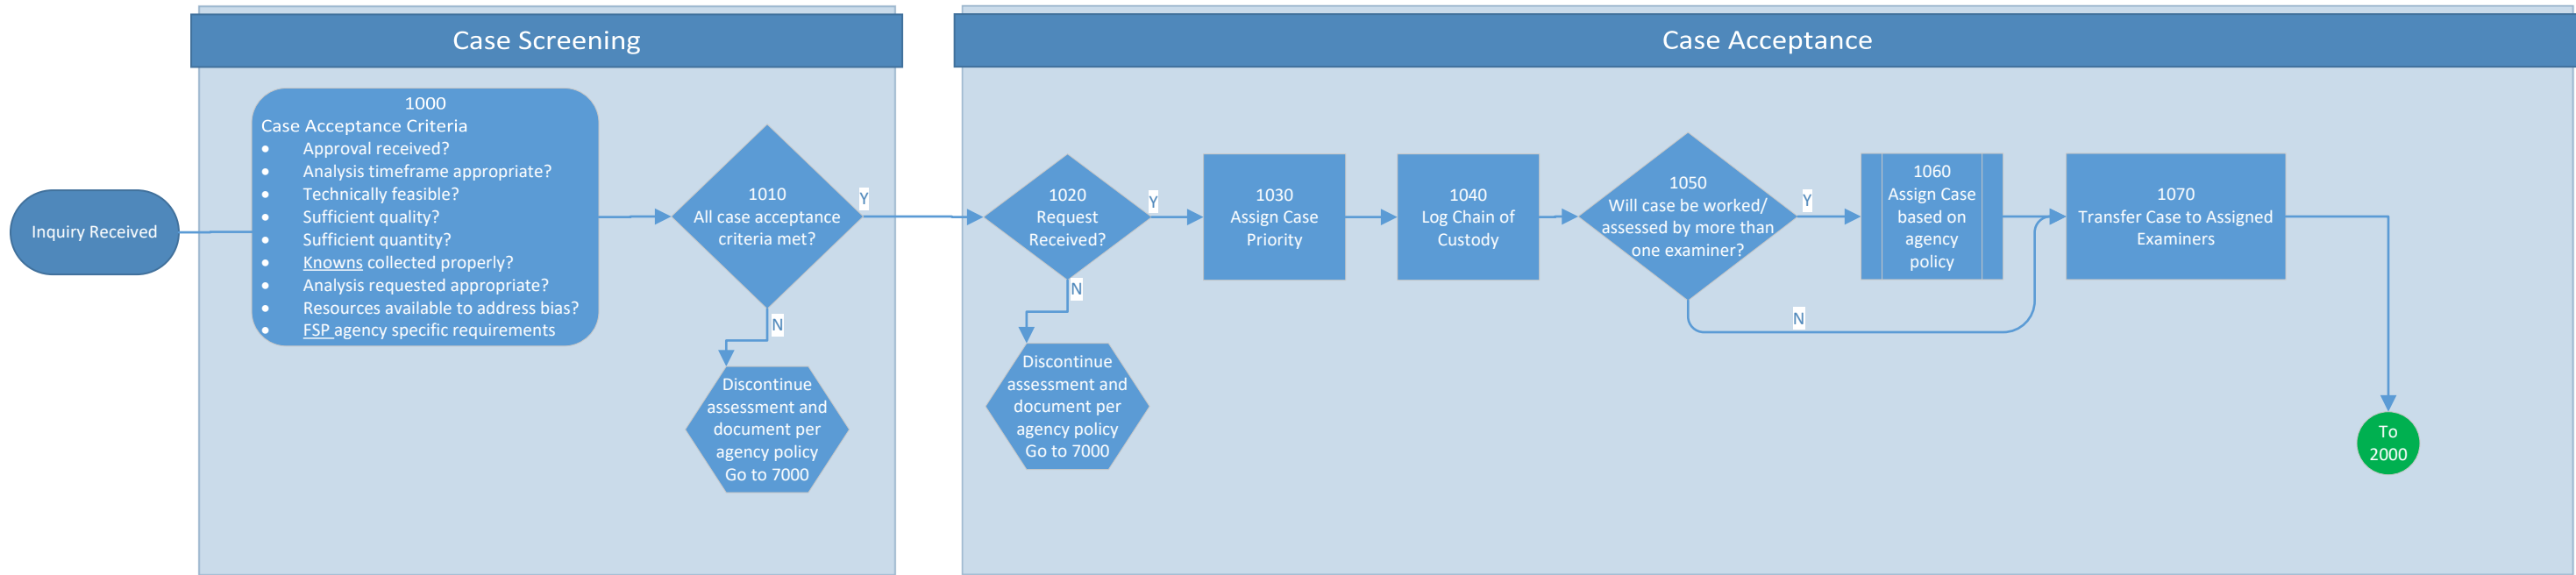 Case Screening
Case Acceptance
Inquiry Received
1000
Case Acceptance Criteria
• Approval received?
• Analysis timeframe appropriate?
• Technically feasible?
• Sufficient quality?
• Sufficient quantity?
• Knowns collected properly?
• Analysis requested appropriate?
• Resources available to address bias?
• FSP agency specific requirements
1010
All case acceptance
criteria met?
Y
N
Discontinue
assessment and
document per
agency policy
Go to 7000
1020
Request
Received?
Y
N
Discontinue
assessment and
document per
agency policy
Go to 7000
1030
Assign Case
Priority
1040
Log Chain of
Custody
1050
Will case be worked/
assessed by more than
one examiner?
Y
N
1060
Assign Case
based on
agency
policy
1070
Transfer Case to Assigned
Examiners
To
2000